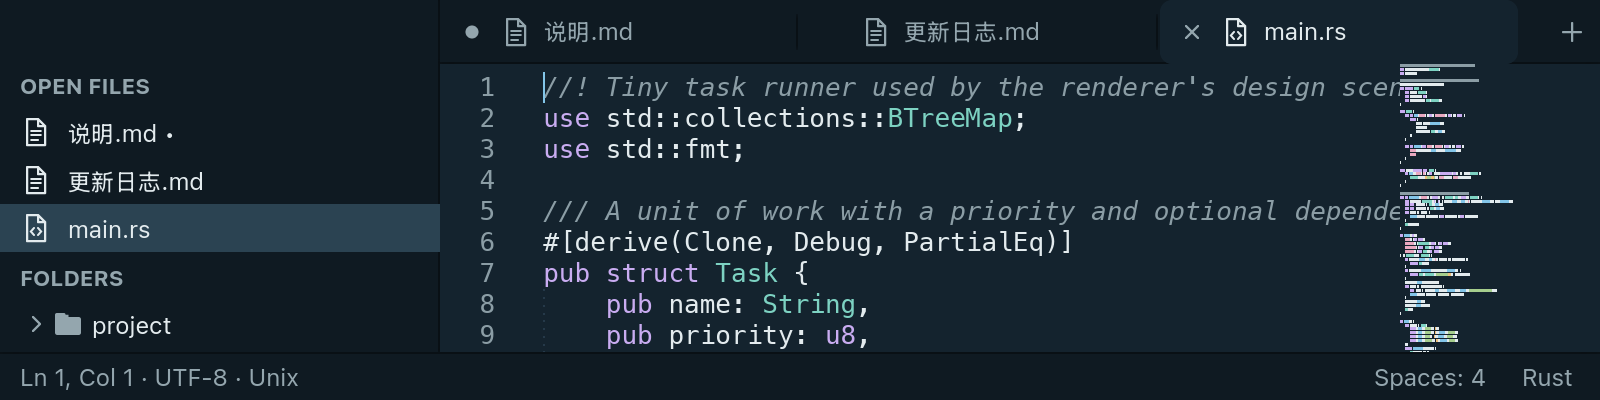 说明.md
更新日志.md
main.rs
OPEN FILES
说明.md •
更新日志.md
main.rs
FOLDERS
project
1 //! Tiny task runner used by the renderer's design scen
2 use std::collections::BTreeMap;
3 use std::fmt;
4
5 /// A unit of work with a priority and optional depende
6 #[derive(Clone, Debug, PartialEq)]
7 pub struct Task {
8     pub name: String,
9     pub priority: u8,
Ln 1, Col 1 · UTF-8 · Unix
Spaces: 4
Rust